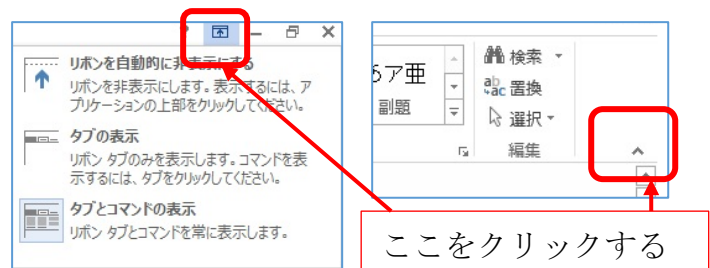 リボンを自動的に非表示にする
リボンを非表示にします。表示するには、ア
プリケーションの上部をクリックしてください。
タブの表示
リボン タブのみを表示します。コマンドを表
示するには、タブをクリックしてください。
タブとコマンドの表示
リボン タブとコマンドを常に表示します。
ア亜
副題
検索
ab
ac 置換
選択
編集
ここをクリックする